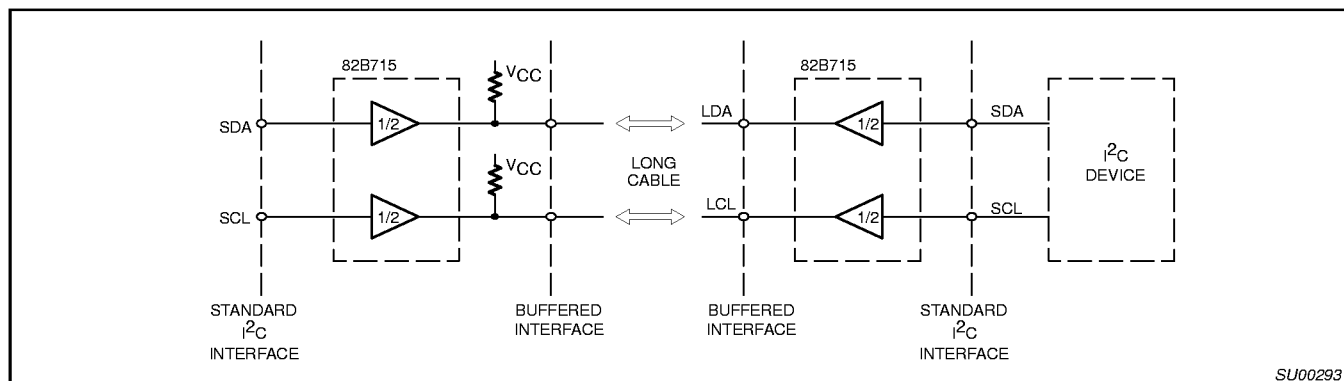 82B715
VCC
SDA
1/2
VCC
SCL
1/2
STANDARD
I2C
INTERFACE
BUFFERED
INTERFACE
LONG
CABLE
82B715
LDA
1/2
SDA
LCL
1/2
SCL
I2C
DEVICE
BUFFERED
INTERFACE
STANDARD
I2C
INTERFACE
SU00293